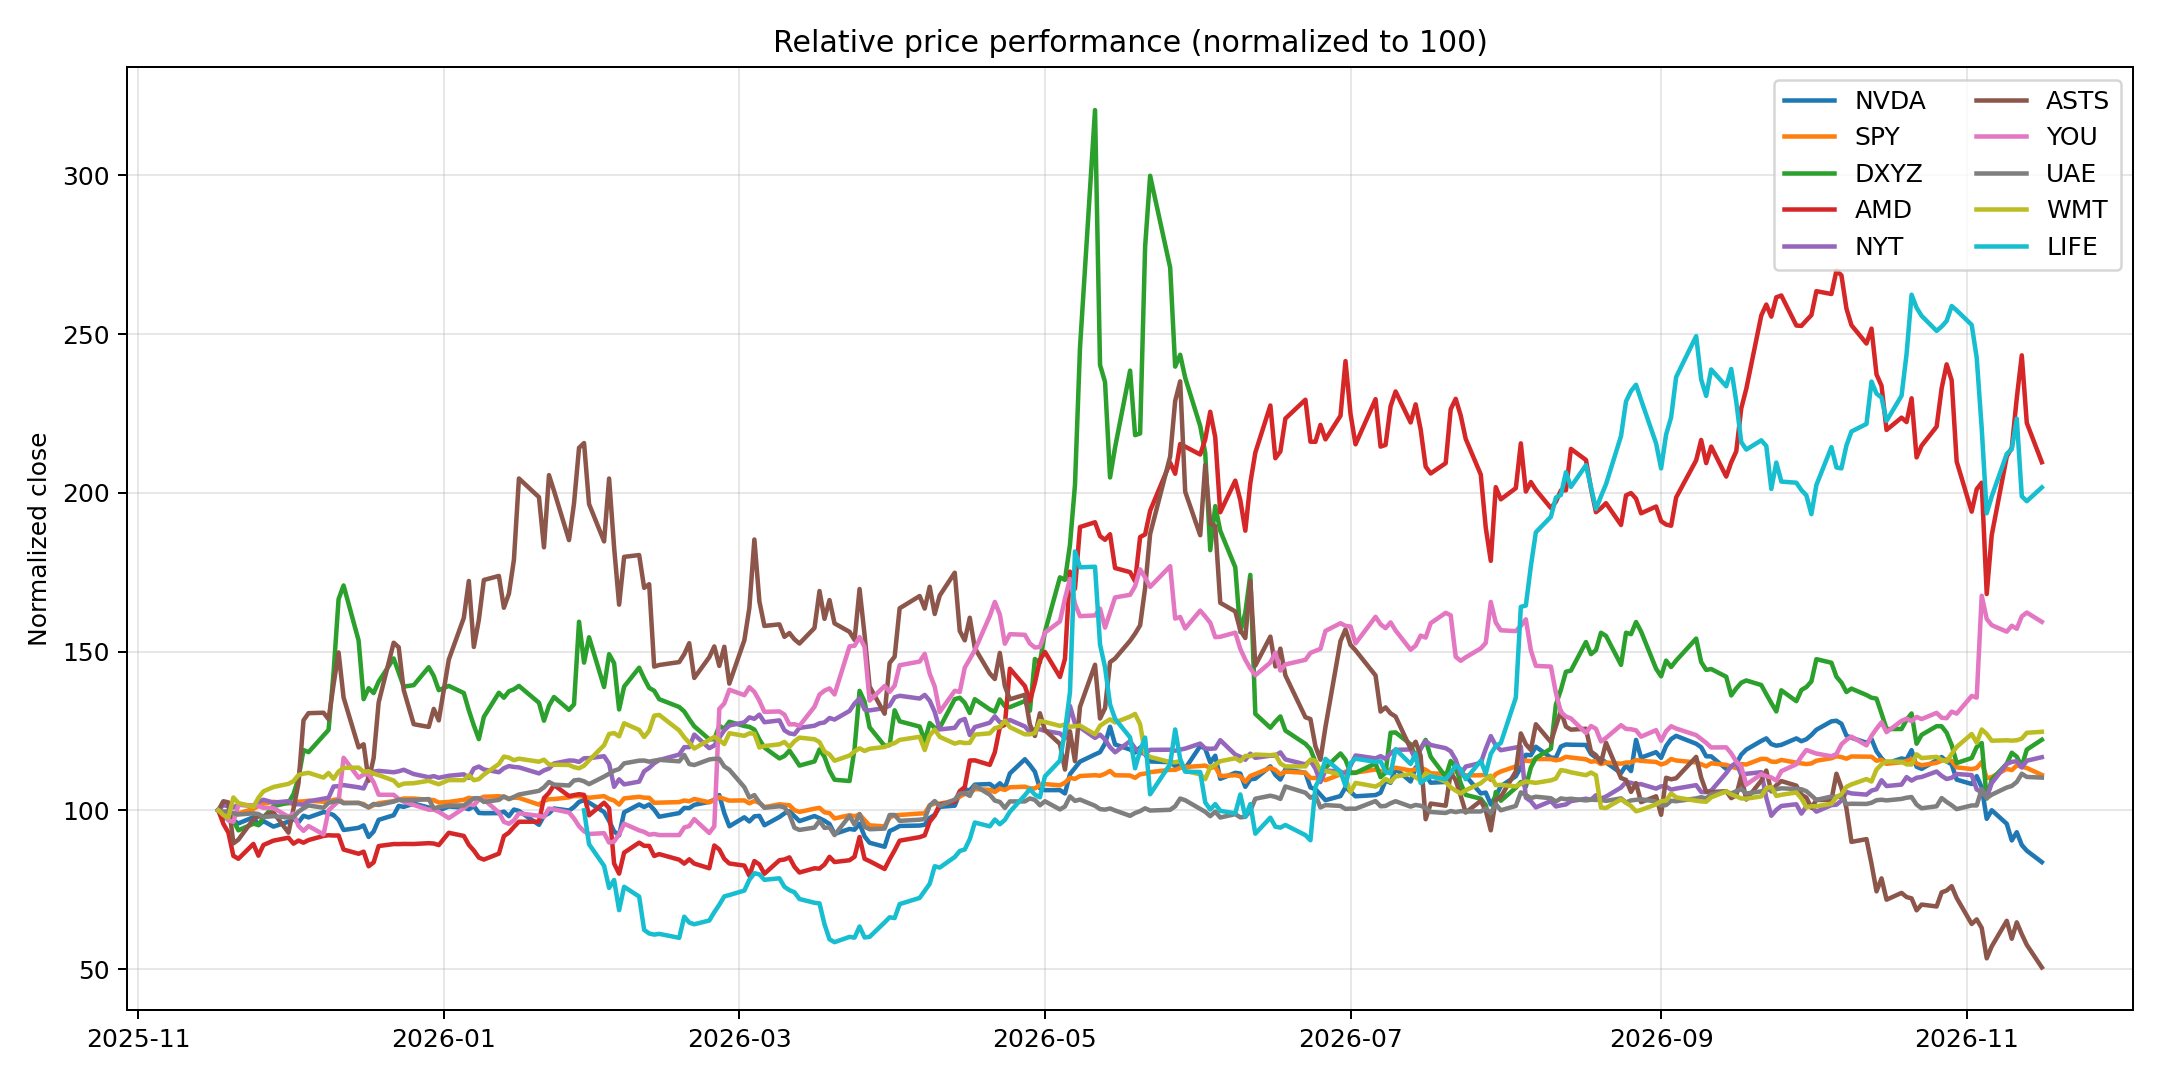 Relative price performance (normalized to 100)
Normalized close
300
250
200
150
100
50
2025-11
2026-01
2026-03
2026-05
2026-07
2026-09
2026-11
NVDA
SPY
DXYZ
AMD
NYT
ASTS
YOU
UAE
WMT
LIFE